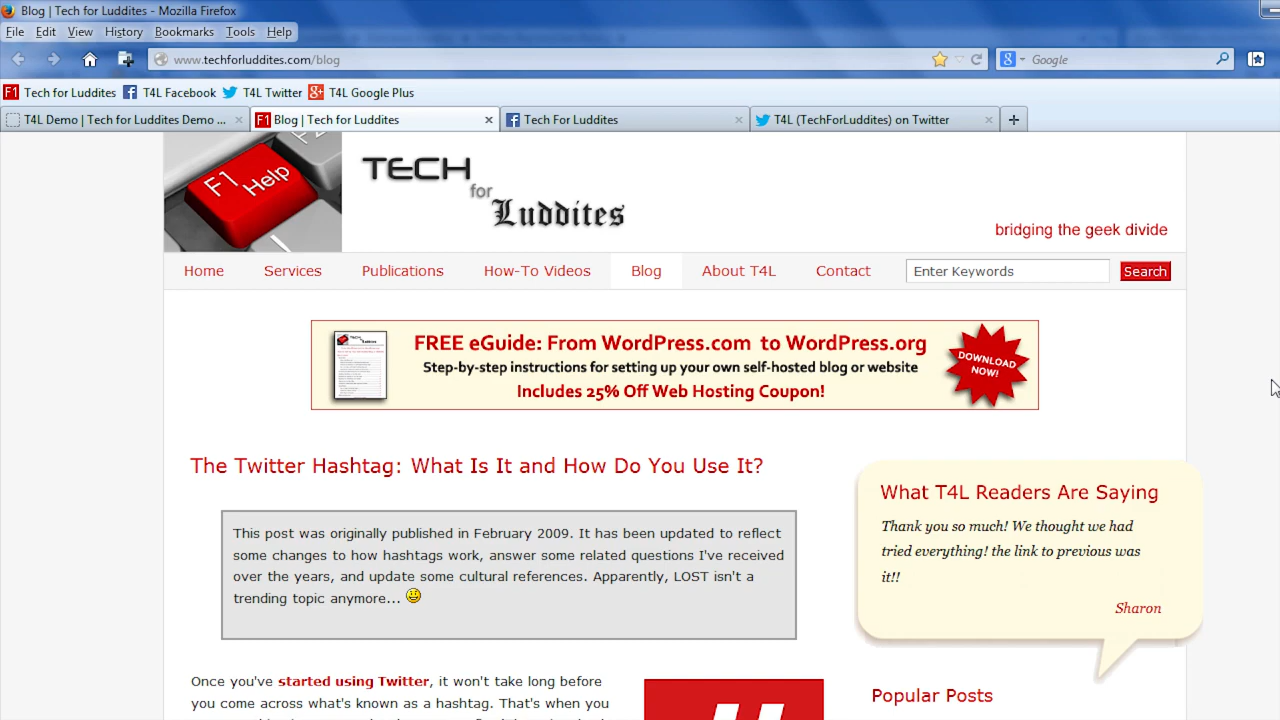 Blog | Tech for Luddites - Mozilla Firefox
File Edit View History Bookmarks Tools Help
www.techforluddites.com/blog
Google
Tech for Luddites T4L Facebook T4L Twitter T4L Google Plus
T4L Demo | Tech for Luddites Demo ... Blog | Tech for Luddites Tech For Luddites T4L (TechForLuddites) on Twitter
F1 Help
TECH
for
Luddites
bridging the geek divide
Home Services Publications How-To Videos Blog About T4L Contact Enter Keywords Search
FREE eGuide: From WordPress.com to WordPress.org
Step-by-step instructions for setting up your own self-hosted blog or website
Includes 25% Off Web Hosting Coupon!
DOWNLOAD
NOW!
The Twitter Hashtag: What Is It and How Do You Use It?
This post was originally published in February 2009. It has been updated to reflect
some changes to how hashtags work, answer some related questions I've received
over the years, and update some cultural references. Apparently, LOST isn't a
trending topic anymore...
Once you've started using Twitter, it won't take long before
you come across what's known as a hashtag. That's when you
What T4L Readers Are Saying
Thank you so much! We thought we had
tried everything! the link to previous was
it!!
Sharon
Popular Posts